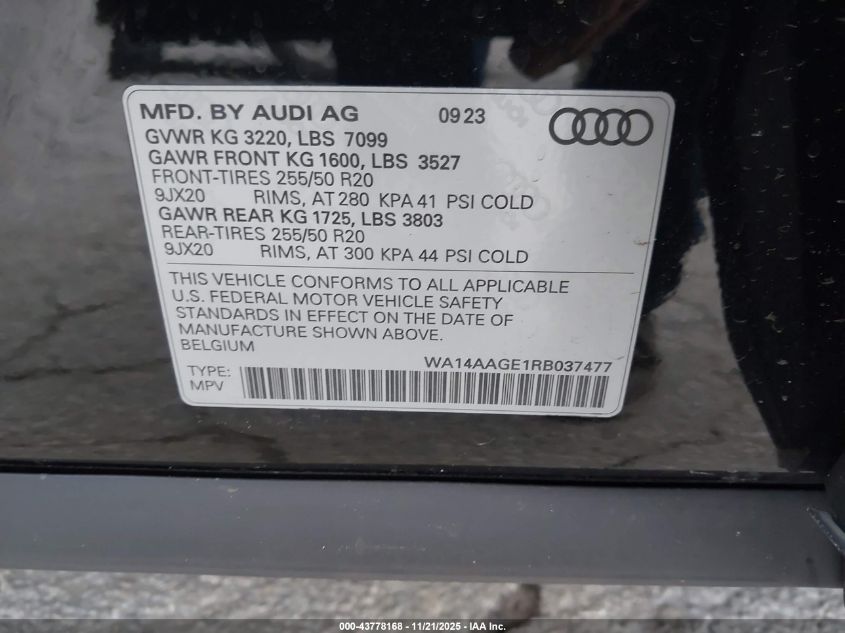 MFD. BY AUDI AG 09 23
GVWR KG 3220, LBS 7099
GAWR FRONT KG 1600, LBS 3527
FRONT-TIRES 255/50 R20
9JX20 RIMS, AT 280 KPA 41 PSI COLD
GAWR REAR KG 1725, LBS 3803
REAR-TIRES 255/50 R20
9JX20 RIMS, AT 300 KPA 44 PSI COLD
THIS VEHICLE CONFORMS TO ALL APPLICABLE
U.S. FEDERAL MOTOR VEHICLE SAFETY
STANDARDS IN EFFECT ON THE DATE OF
MANUFACTURE SHOWN ABOVE.
BELGIUM
WA14AAGE1RB037477
TYPE:
MPV
000-43778168 - 11/21/2025 - IAA Inc.